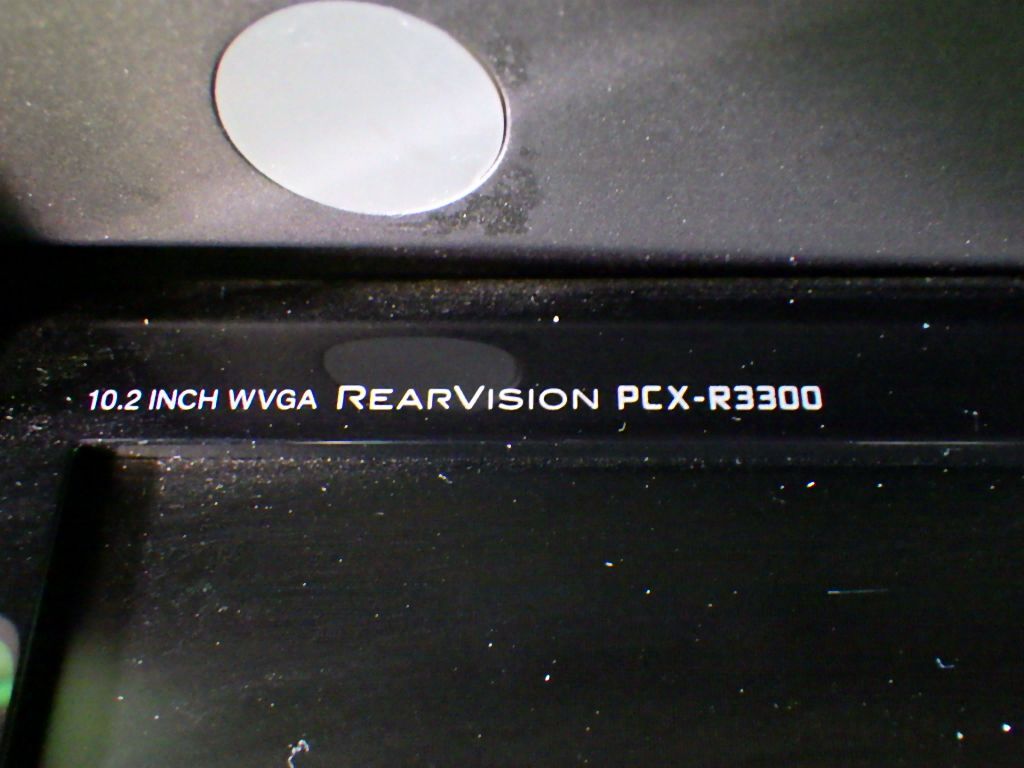 10.2 INCH WVGA REARVISION PCX-R3300